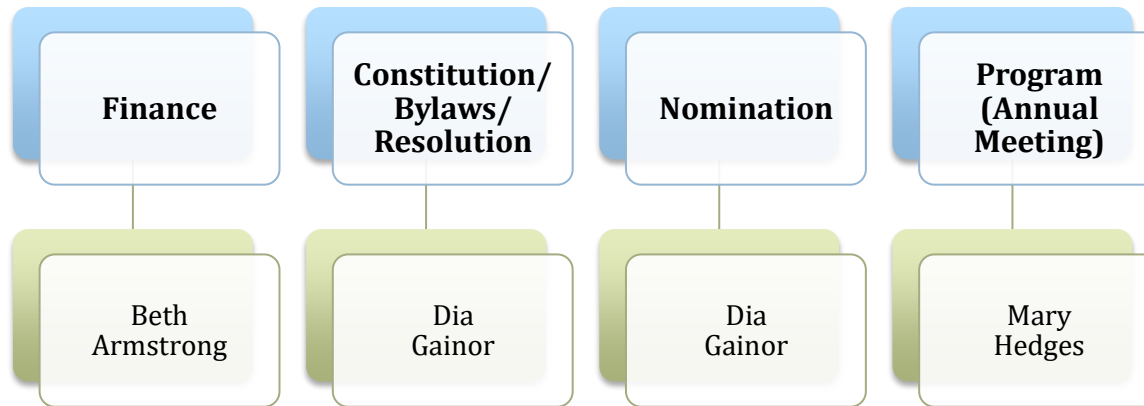 Finance
Constitution/
Bylaws/
Resolution
Nomination
Program
(Annual
Meeting)
Beth
Armstrong
Dia
Gainor
Dia
Gainor
Mary
Hedges